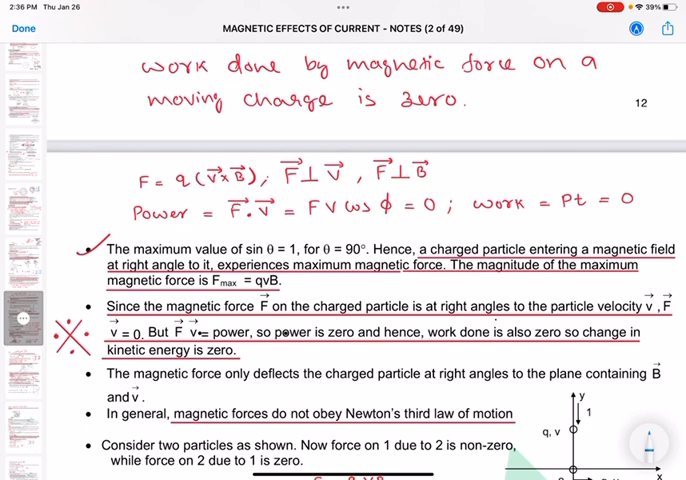 2:36 PM Thu Jan 26
39%
Done
MAGNETIC EFFECTS OF CURRENT - NOTES (2 of 49)
work done by magnetic force on a
moving charge is zero.
12
F = q(v×B); F⊥V, F⊥B
Power = F.V = FV cos ϕ = 0; work = Pt = 0
• The maximum value of sin θ = 1, for θ = 90°. Hence, a charged particle entering a magnetic field
at right angle to it, experiences maximum magnetic force. The magnitude of the maximum
magnetic force is Fmax = qvB.
• Since the magnetic force F on the charged particle is at right angles to the particle velocity v, F
v = 0. But F v = power, so power is zero and hence, work done is also zero so change in
kinetic energy is zero.
• The magnetic force only deflects the charged particle at right angles to the plane containing B
and v.
• In general, magnetic forces do not obey Newton's third law of motion
• Consider two particles as shown. Now force on 1 due to 2 is non-zero,
while force on 2 due to 1 is zero.
y
1
q, v
x